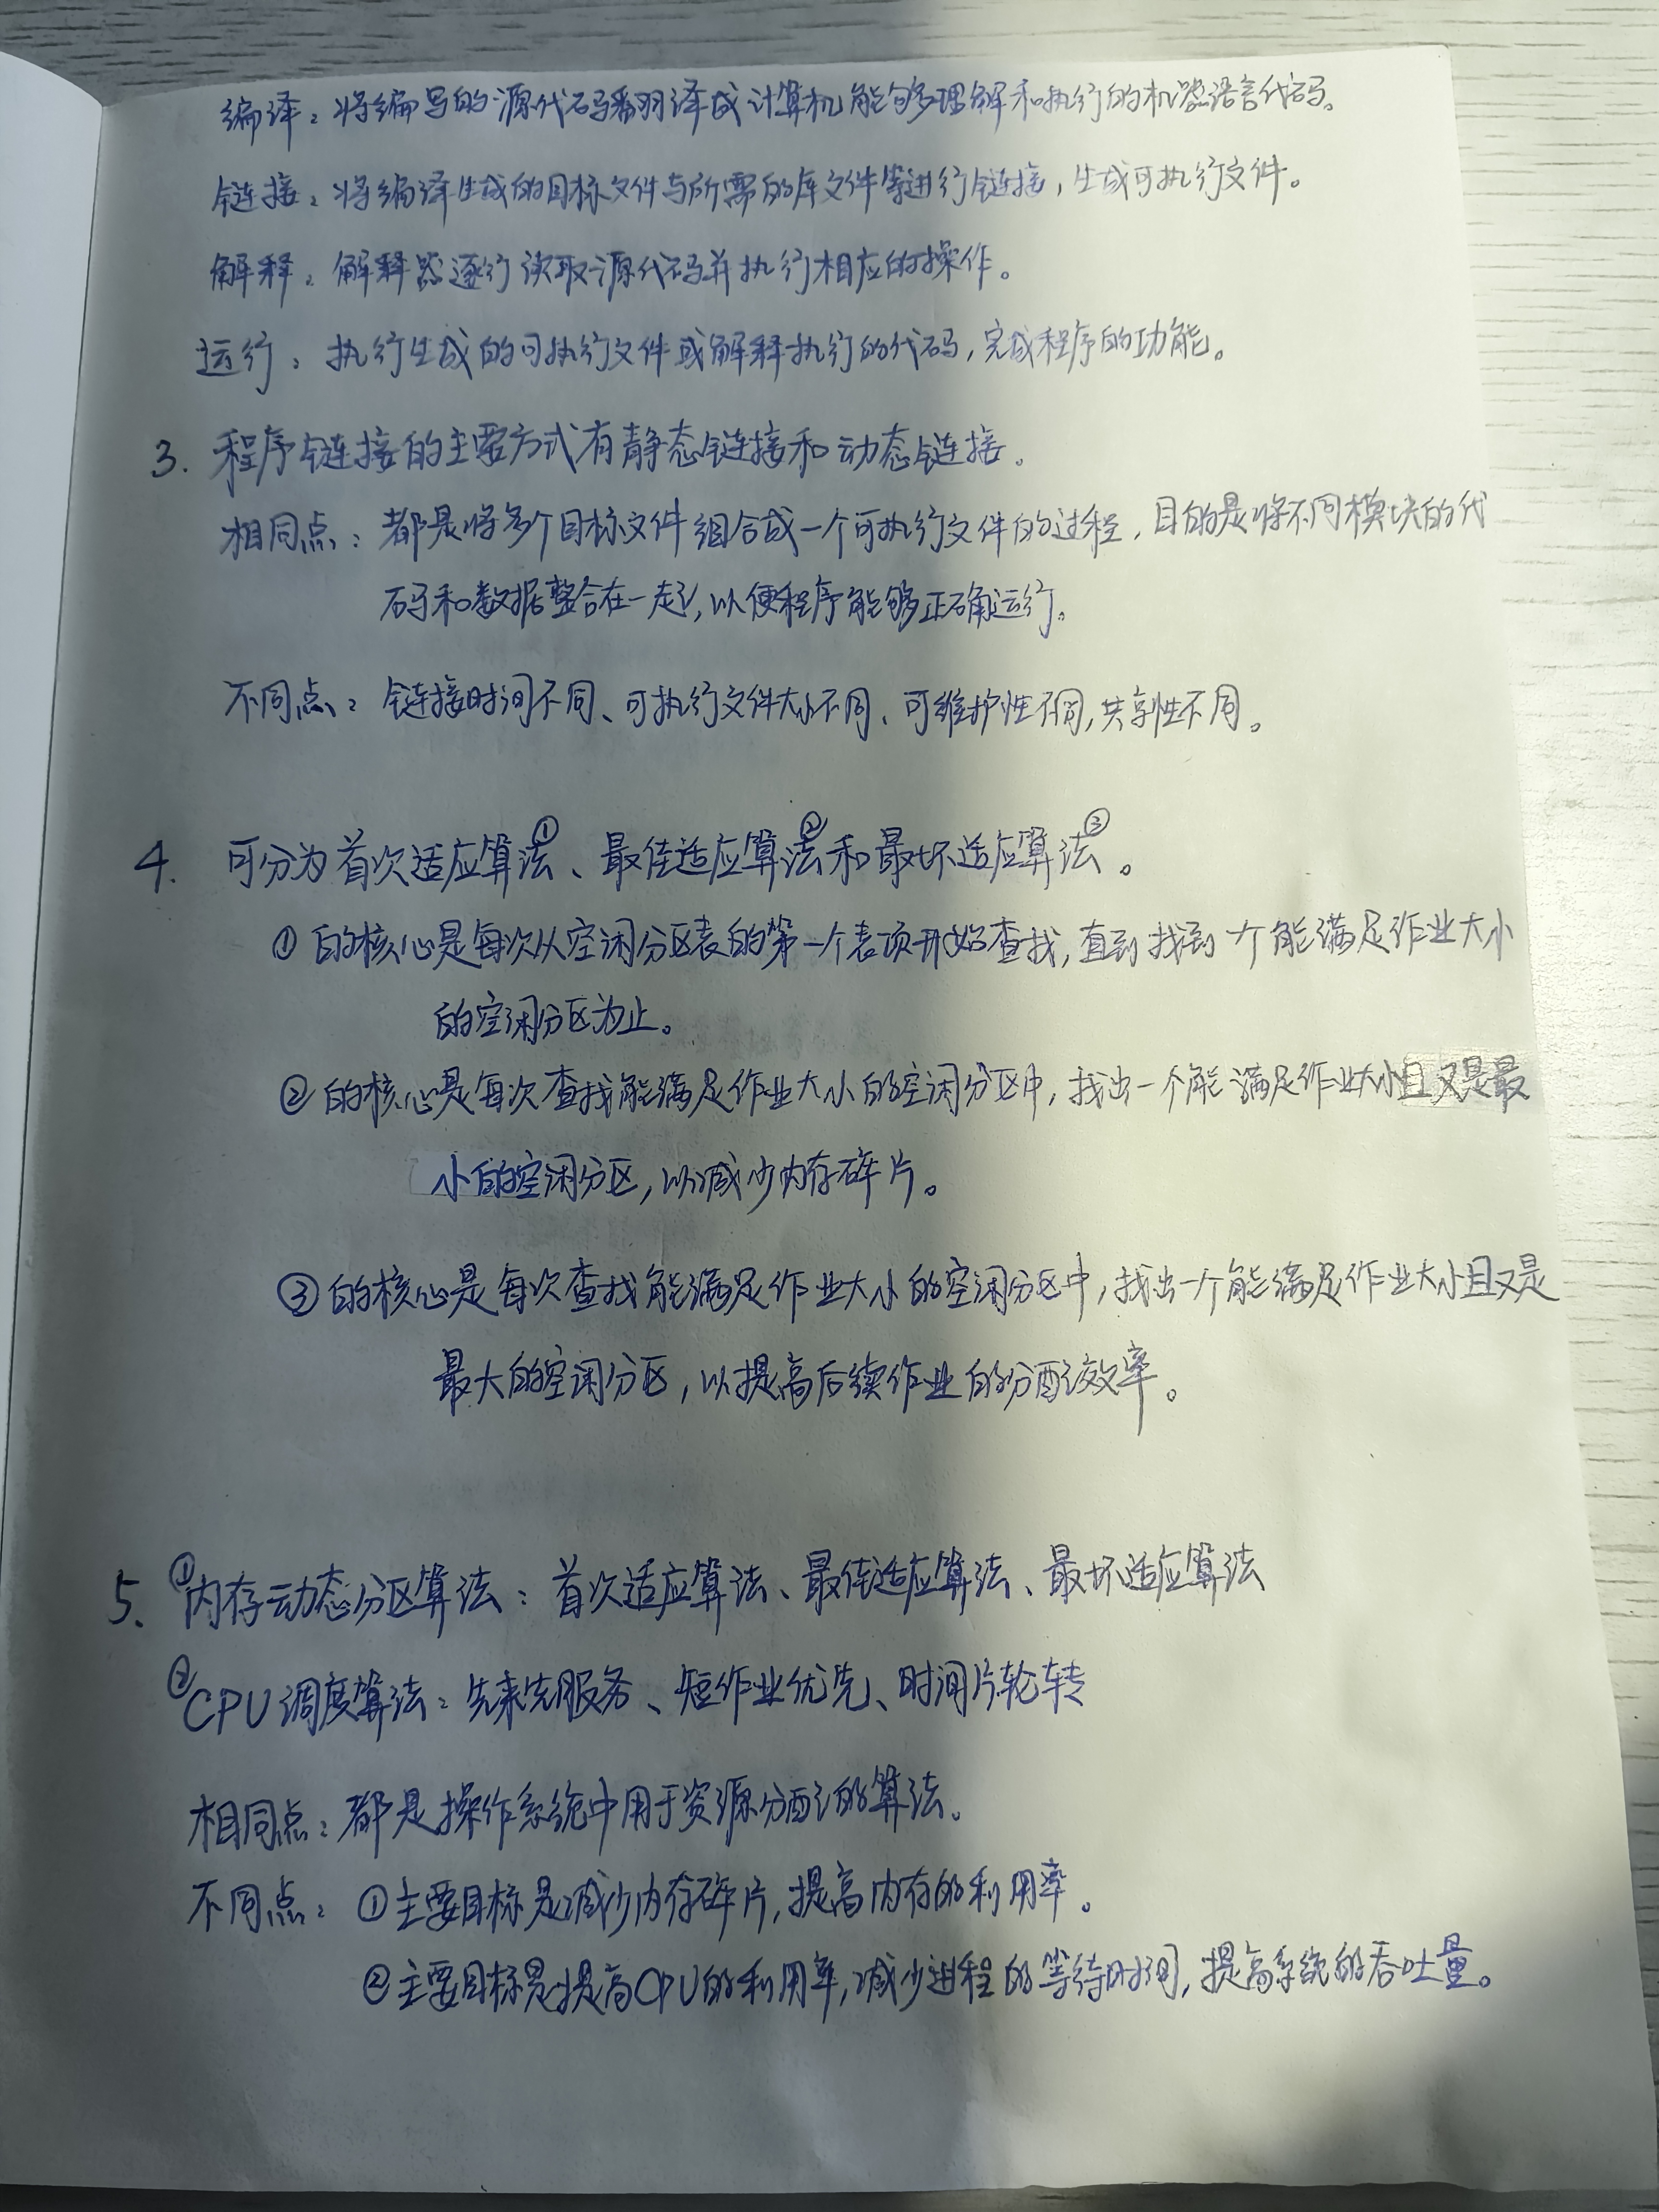 编译：将编写的源代码翻译成计算机能够理解和执行的机器语言代码。
链接：将编译生成的目标文件与所需的库文件等进行链接，生成可执行文件。
解释：解释器逐行读取源代码并执行相应的操作。
运行：执行生成的可执行文件或解释执行的代码，完成程序的功能。
3. 程序链接的主要方式有静态链接和动态链接。
相同点：都是将多个目标文件组合成一个可执行文件的过程，目的是将不同模块的代
码和数据整合在一起，以便程序能够正确运行。
不同点：链接时间不同、可执行文件大小不同、可维护性不同，共享性不同。
4. 可分为首次适应算法①、最佳适应算法②和最坏适应算法③。
①的核心是每次从空闲分区表的第一个表项开始查找，直到找到一个能满足作业大小
的空闲分区为止。
②的核心是每次查找能满足作业大小的空闲分区中，找出一个能满足作业大小且又是最
小的空闲分区，以减少内存碎片。
③的核心是每次查找能满足作业大小的空闲分区中，找出一个能满足作业大小且又是
最大的空闲分区，以提高后续作业的分配效率。
5. ①内存动态分区算法：首次适应算法、最佳适应算法、最坏适应算法
②CPU调度算法：先来先服务、短作业优先、时间片轮转
相同点：都是操作系统中用于资源分配的算法。
不同点：①主要目标是减少内存碎片，提高内存的利用率。
②主要目标是提高CPU的利用率，减少进程的等待时间，提高系统的吞吐量。